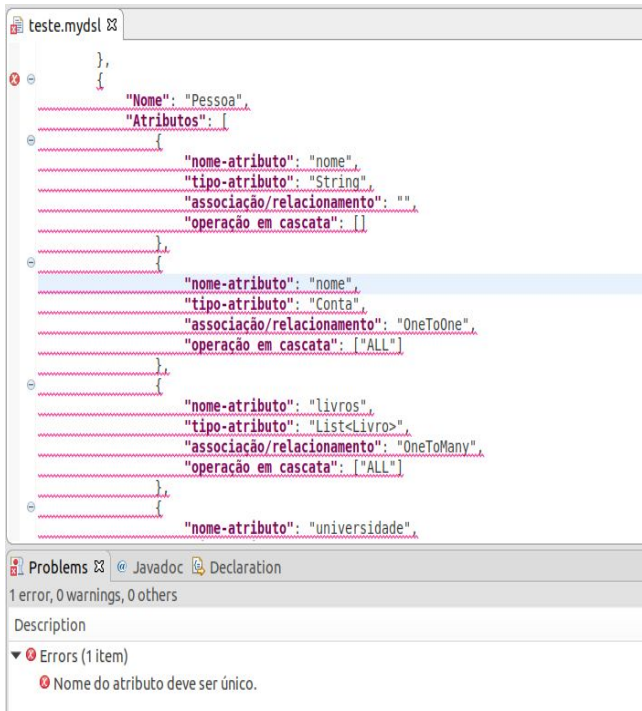 teste.mydsl
},
{
"Nome": "Pessoa",
"Atributos": [
{
"nome-atributo": "nome",
"tipo-atributo": "String",
"associação/relacionamento": "",
"operação em cascata": []
},
{
"nome-atributo": "nome",
"tipo-atributo": "Conta",
"associação/relacionamento": "OneToOne",
"operação em cascata": ["ALL"]
},
{
"nome-atributo": "livros",
"tipo-atributo": "List<Livro>",
"associação/relacionamento": "OneToMany",
"operação em cascata": ["ALL"]
},
{
"nome-atributo": "universidade",
Problems @ Javadoc Declaration
1 error, 0 warnings, 0 others
Description
Errors (1 item)
Nome do atributo deve ser único.